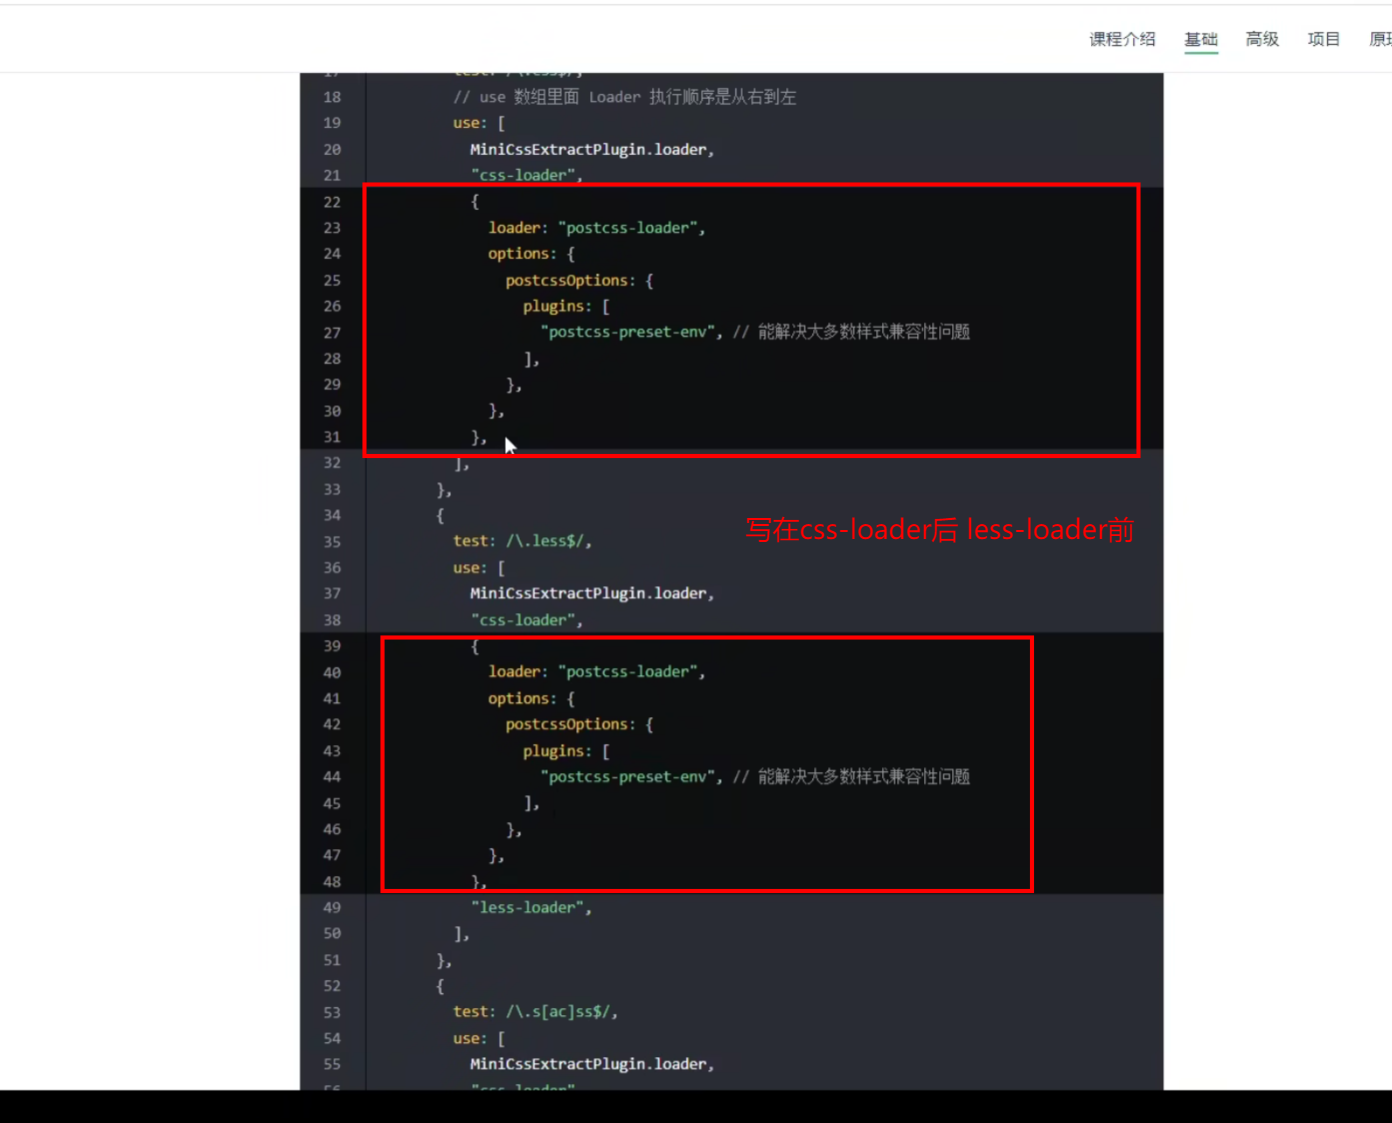 课程介绍 基础 高级 项目
18 // use 数组里面 Loader 执行顺序是从右到左
19 use: [
20 MiniCssExtractPlugin.loader,
21 "css-loader",
22 {
23 loader: "postcss-loader",
24 options: {
25 postcssOptions: {
26 plugins: [
27 "postcss-preset-env", // 能解决大多数样式兼容性问题
28 ],
29 },
30 },
31 },
32 ],
33 },
34 {
写在css-loader后 less-loader前
35 test: /\.less$/,
36 use: [
37 MiniCssExtractPlugin.loader,
38 "css-loader",
39 {
40 loader: "postcss-loader",
41 options: {
42 postcssOptions: {
43 plugins: [
44 "postcss-preset-env", // 能解决大多数样式兼容性问题
45 ],
46 },
47 },
48 },
49 "less-loader",
50 ],
51 },
52 {
53 test: /\.s[ac]ss$/,
54 use: [
55 MiniCssExtractPlugin.loader,